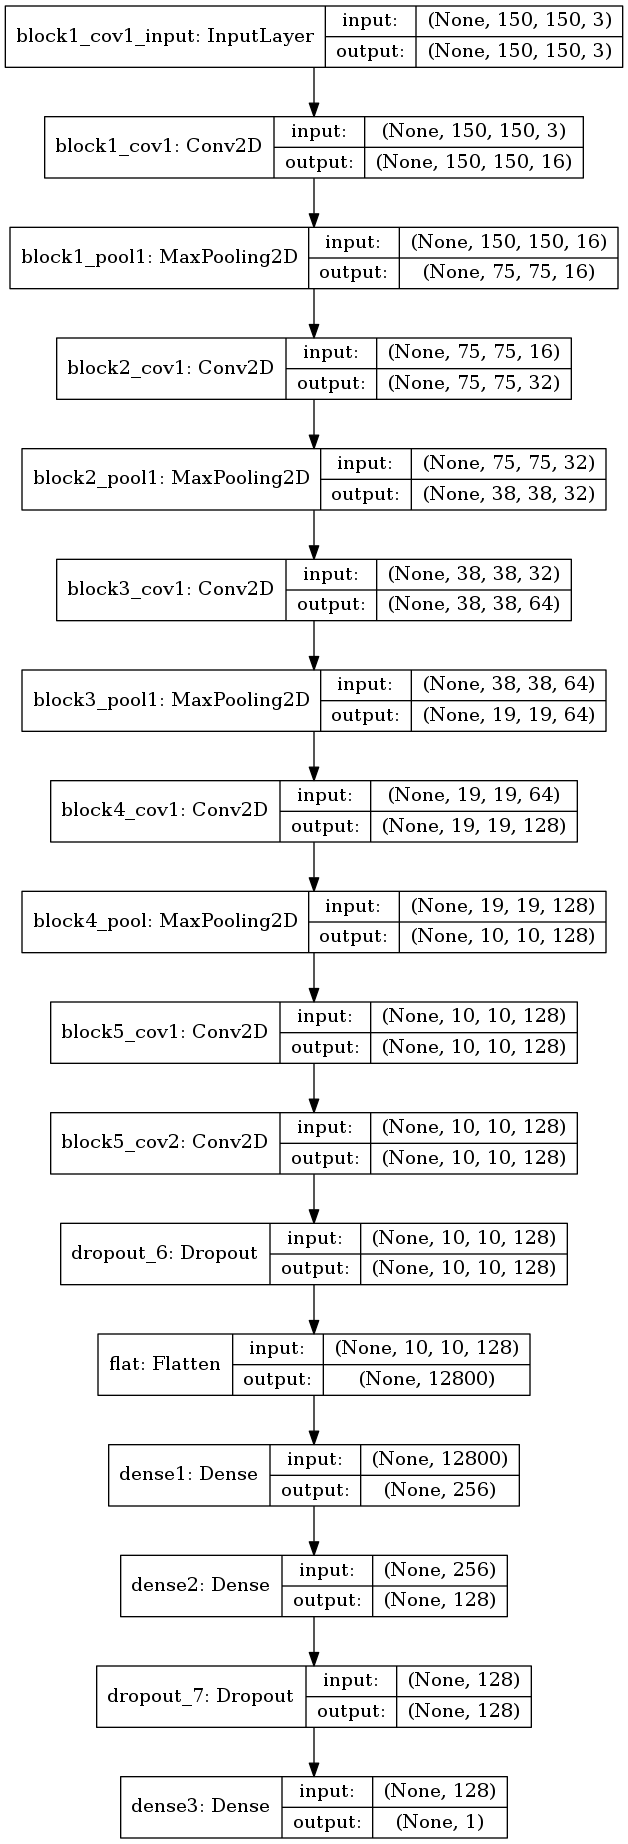 block1_cov1_input: InputLayer
input: (None, 150, 150, 3)
output: (None, 150, 150, 3)
block1_cov1: Conv2D
input: (None, 150, 150, 3)
output: (None, 150, 150, 16)
block1_pool1: MaxPooling2D
input: (None, 150, 150, 16)
output: (None, 75, 75, 16)
block2_cov1: Conv2D
input: (None, 75, 75, 16)
output: (None, 75, 75, 32)
block2_pool1: MaxPooling2D
input: (None, 75, 75, 32)
output: (None, 38, 38, 32)
block3_cov1: Conv2D
input: (None, 38, 38, 32)
output: (None, 38, 38, 64)
block3_pool1: MaxPooling2D
input: (None, 38, 38, 64)
output: (None, 19, 19, 64)
block4_cov1: Conv2D
input: (None, 19, 19, 64)
output: (None, 19, 19, 128)
block4_pool: MaxPooling2D
input: (None, 19, 19, 128)
output: (None, 10, 10, 128)
block5_cov1: Conv2D
input: (None, 10, 10, 128)
output: (None, 10, 10, 128)
block5_cov2: Conv2D
input: (None, 10, 10, 128)
output: (None, 10, 10, 128)
dropout_6: Dropout
input: (None, 10, 10, 128)
output: (None, 10, 10, 128)
flat: Flatten
input: (None, 10, 10, 128)
output: (None, 12800)
dense1: Dense
input: (None, 12800)
output: (None, 256)
dense2: Dense
input: (None, 256)
output: (None, 128)
dropout_7: Dropout
input: (None, 128)
output: (None, 128)
dense3: Dense
input: (None, 128)
output: (None, 1)